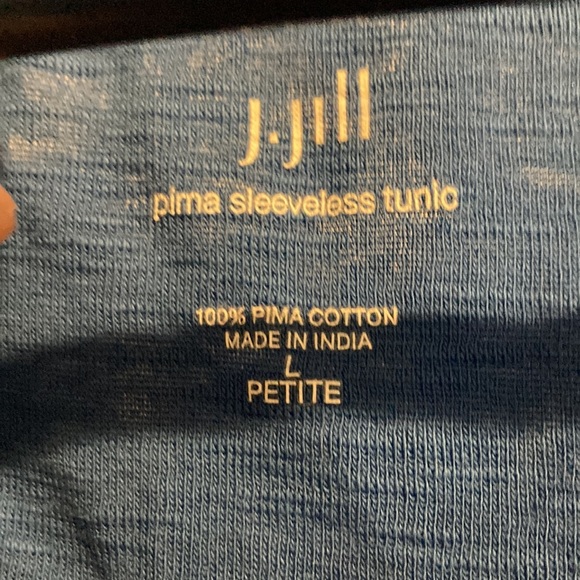 J.Jill
pima sleeveless tunic
100% PIMA COTTON
MADE IN INDIA
L
PETITE